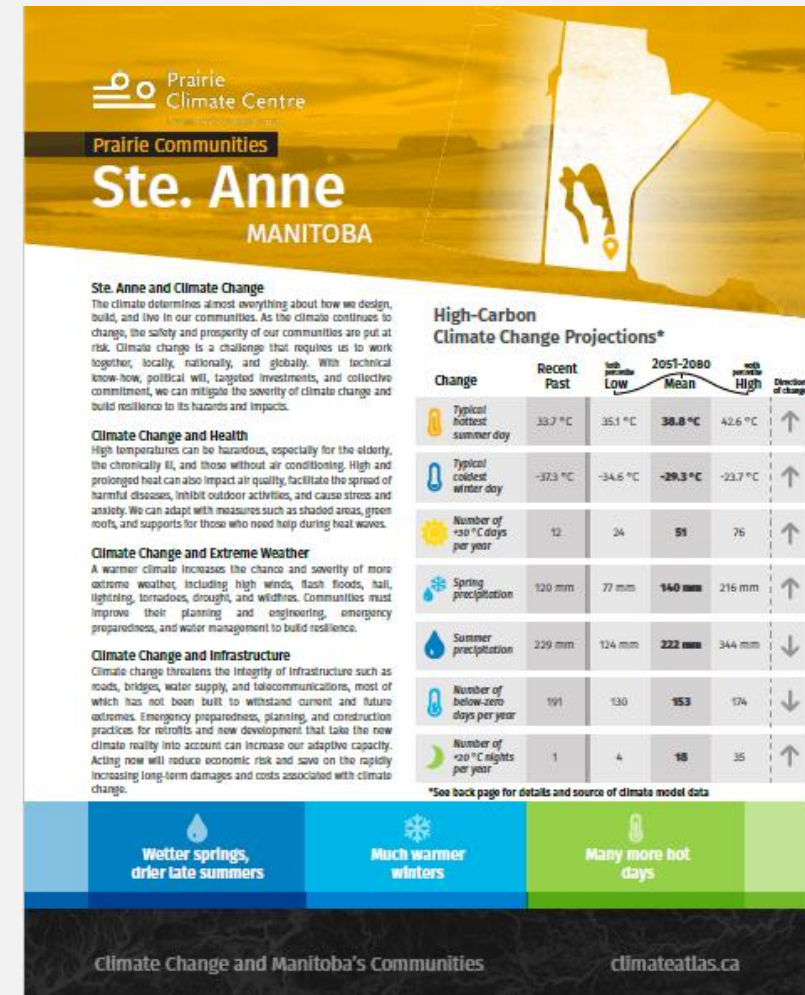 Prairie
Climate Centre
Prairie Communities
Ste. Anne
MANITOBA
Ste. Anne and Climate Change
The climate determines almost everything about how we design,
build, and live in our communities. As the climate continues to
change, the safety and prosperity of our communities are put at
risk. Climate change is a challenge that requires us to work
together, locally, nationally, and globally. With technical
know-how, political will, targeted investments, and collective
commitment, we can mitigate the severity of climate change and
build resilience to its hazards and impacts.
Climate Change and Health
High temperatures can be hazardous, especially for the elderly,
the chronically ill, and those without air conditioning. High and
prolonged heat can also impact air quality, facilitate the spread of
harmful diseases, inhibit outdoor activities, and cause stress and
anxiety. We can adapt with measures such as shaded areas, green
roofs, and supports for those who need help during heat waves.
Climate Change and Extreme Weather
A warmer climate increases the chance and severity of more
extreme weather, including high winds, flash floods, hail,
lightning, tornadoes, drought, and wildfires. Communities must
improve their planning and engineering, emergency
preparedness, and water management to build resilience.
Climate Change and Infrastructure
Climate change threatens the integrity of infrastructure such as
roads, bridges, water supply, and telecommunications, most of
which has not been built to withstand current and future
extremes. Emergency preparedness, planning, and construction
practices for retrofits and new development that take the new
climate reality into account can increase our adaptive capacity.
Acting now will reduce economic risk and save on the rapidly
increasing long-term damages and costs associated with climate
change.
High-Carbon
Climate Change Projections*
2051-2080
Change Recent Past Low Mean High Direction of change
Typical hottest summer day 33.7 °C 35.1 °C 38.8 °C 42.6 °C
Typical coldest winter day -37.3 °C -34.6 °C -29.3 °C -23.7 °C
Number of +30 °C days per year 12 24 51 76
Spring precipitation 120 mm 77 mm 140 mm 216 mm
Summer precipitation 229 mm 124 mm 222 mm 344 mm
Number of below-zero days per year 191 130 153 174
Number of +20 °C nights per year 1 4 18 35
*See back page for details and source of climate model data
Wetter springs,
drier late summers
Much warmer
winters
Many more hot
days
Climate Change and Manitoba's Communities
climateatlas.ca